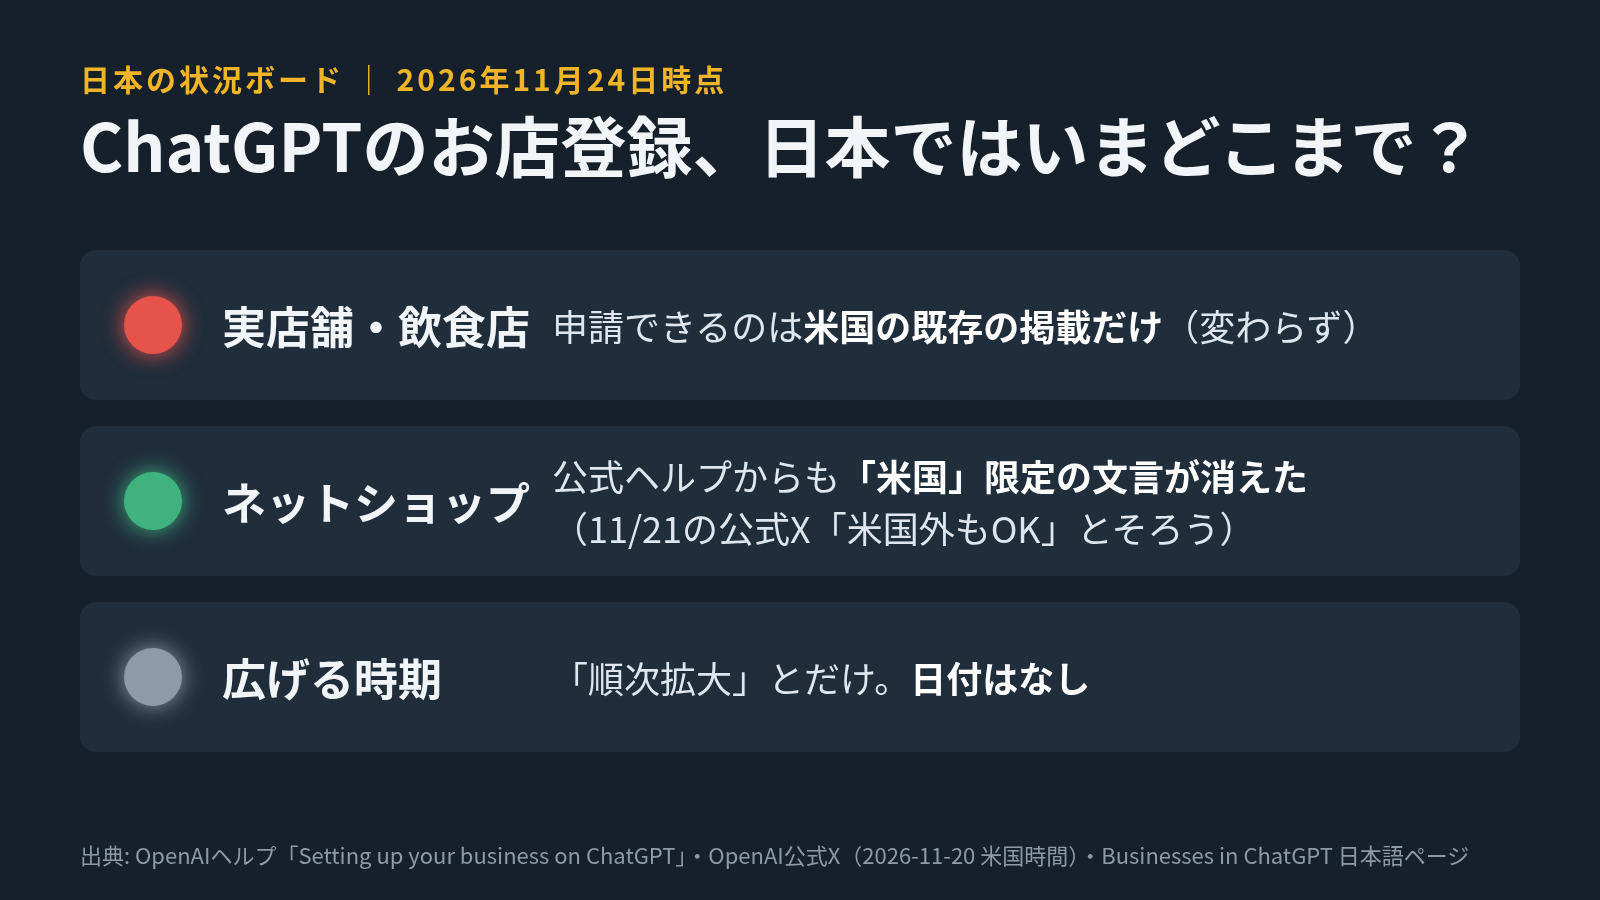 日本の状況ボード ｜ 2026年11月24日時点
ChatGPTのお店登録、日本ではいまどこまで？
実店舗・飲食店 申請できるのは米国の既存の掲載だけ（変わらず）
ネットショップ 公式ヘルプからも「米国」限定の文言が消えた
（11/21の公式X「米国外もOK」とそろう）
広げる時期 「順次拡大」とだけ。日付はなし
出典: OpenAIヘルプ「Setting up your business on ChatGPT」・OpenAI公式X（2026-11-20 米国時間）・Businesses in ChatGPT 日本語ページ